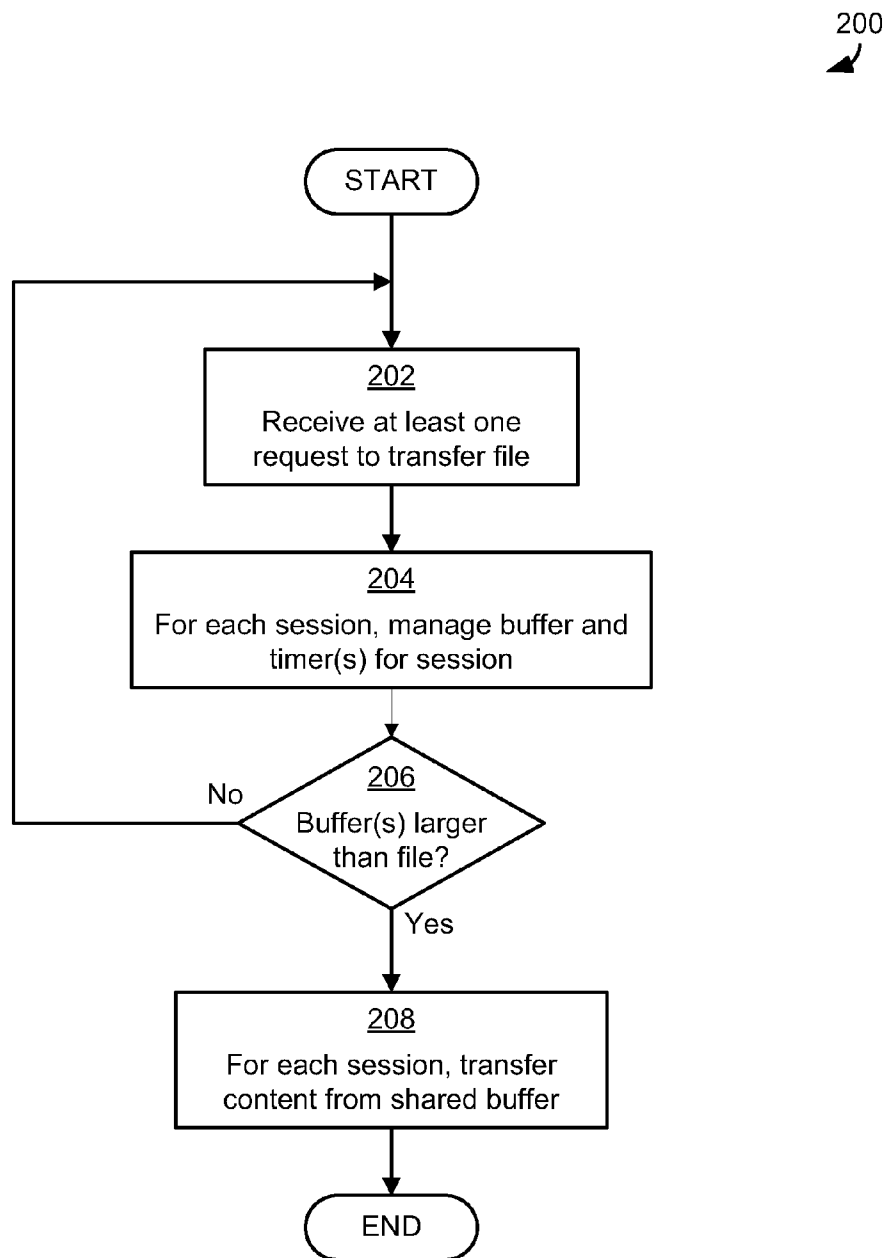 200
START
202
Receive at least one
request to transfer file
204
For each session, manage buffer and
timer(s) for session
206
No
Buffer(s) larger
than file?
Yes
208
For each session, transfer
content from shared buffer
END